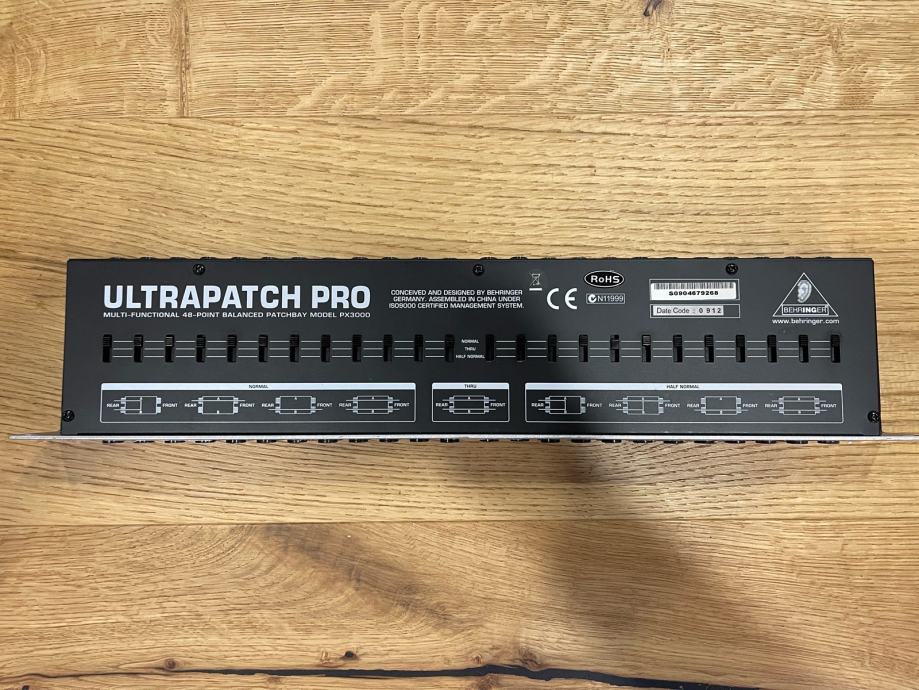 ULTRAPATCH PRO
MULTI-FUNCTIONAL 48-POINT BALANCED PATCHBAY MODEL PX3000
CONCEIVED AND DESIGNED BY BEHRINGER
GERMANY. ASSEMBLED IN CHINA UNDER
ISO9000 CERTIFIED MANAGEMENT SYSTEM.
CE
RoHS
N11999
S0904679268
Date Code : 0912
BEHRINGER
www.behringer.com
NORMAL
THRU
HALF NORMAL
NORMAL
REAR FRONT REAR FRONT REAR FRONT REAR FRONT
THRU
REAR FRONT
HALF NORMAL
REAR FRONT REAR FRONT REAR FRONT REAR FRONT